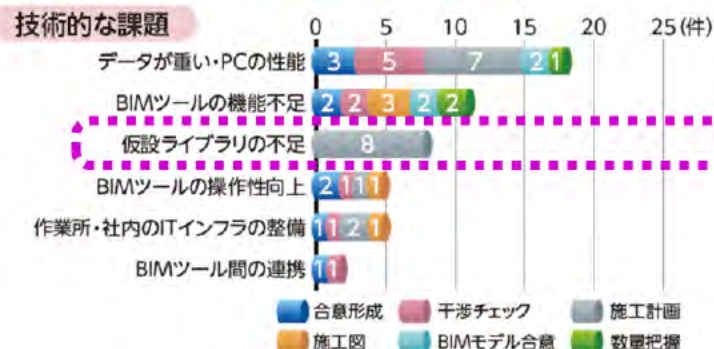 技術的な課題
0 5 10 15 20 25(件)
データが重い・PCの性能 3 5 7 2 1
BIMツールの機能不足 2 2 3 2 2
仮設ライブラリの不足 8
BIMツールの操作性向上 2 1 1 1
作業所・社内のITインフラの整備 1 1 2 1
BIMツール間の連携 1 1
合意形成 干渉チェック 施工計画
施工図 BIMモデル合意 数量把握